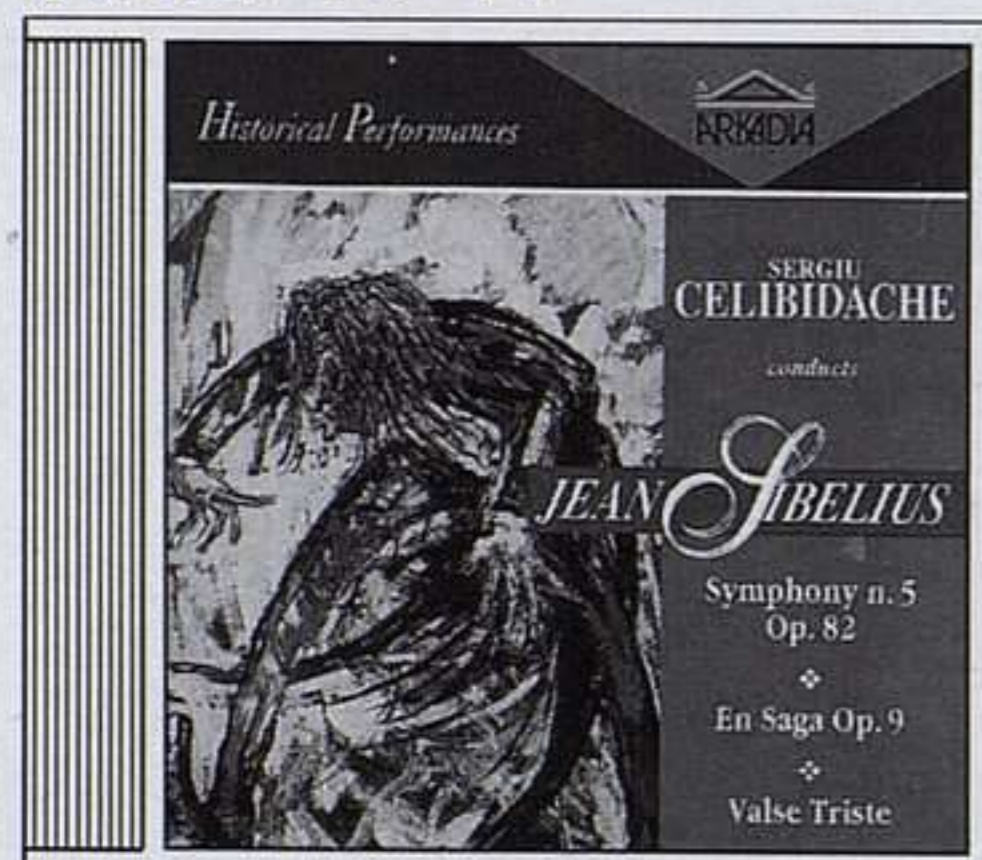 Historical Performances
ARKADIA
SERGIU
CELIBIDACHE
conducts
JEAN SIBELIUS
Symphony n. 5
Op. 82
En Saga Op. 9
Valse Triste